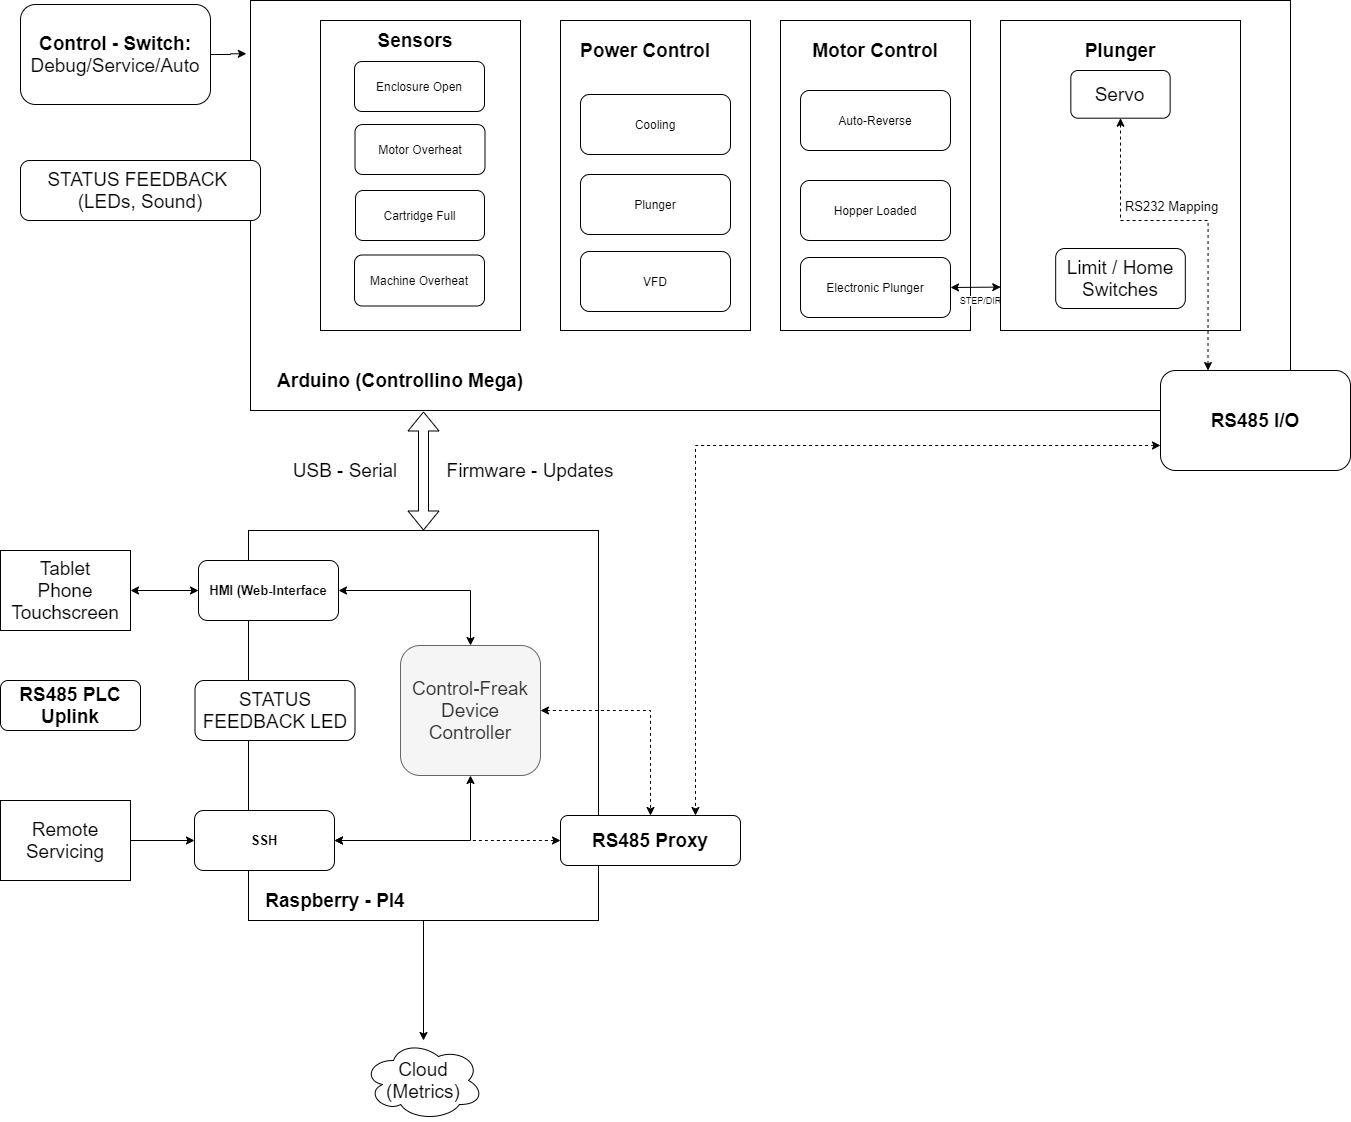 Control - Switch:
Debug/Service/Auto
STATUS FEEDBACK
(LEDs, Sound)
Sensors
Enclosure Open
Motor Overheat
Cartridge Full
Machine Overheat
Power Control
Cooling
Plunger
VFD
Motor Control
Auto-Reverse
Hopper Loaded
Electronic Plunger
STEP/DIR
Plunger
Servo
RS232 Mapping
Limit / Home
Switches
Arduino (Controllino Mega)
RS485 I/O
USB - Serial
Firmware - Updates
Tablet
Phone
Touchscreen
HMI (Web-Interface
RS485 PLC
Uplink
STATUS
FEEDBACK LED
Control-Freak
Device
Controller
Remote
Servicing
SSH
RS485 Proxy
Raspberry - PI4
Cloud
(Metrics)